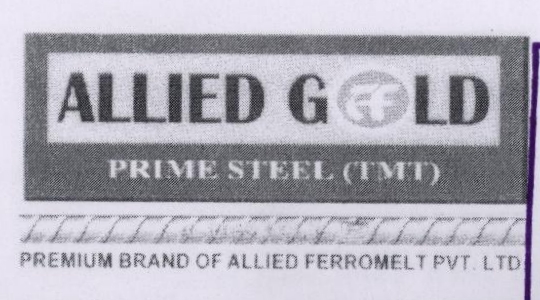 ALLIED GOLD
PRIME STEEL (TMT)
PREMIUM BRAND OF ALLIED FERROMELT PVT. LTD